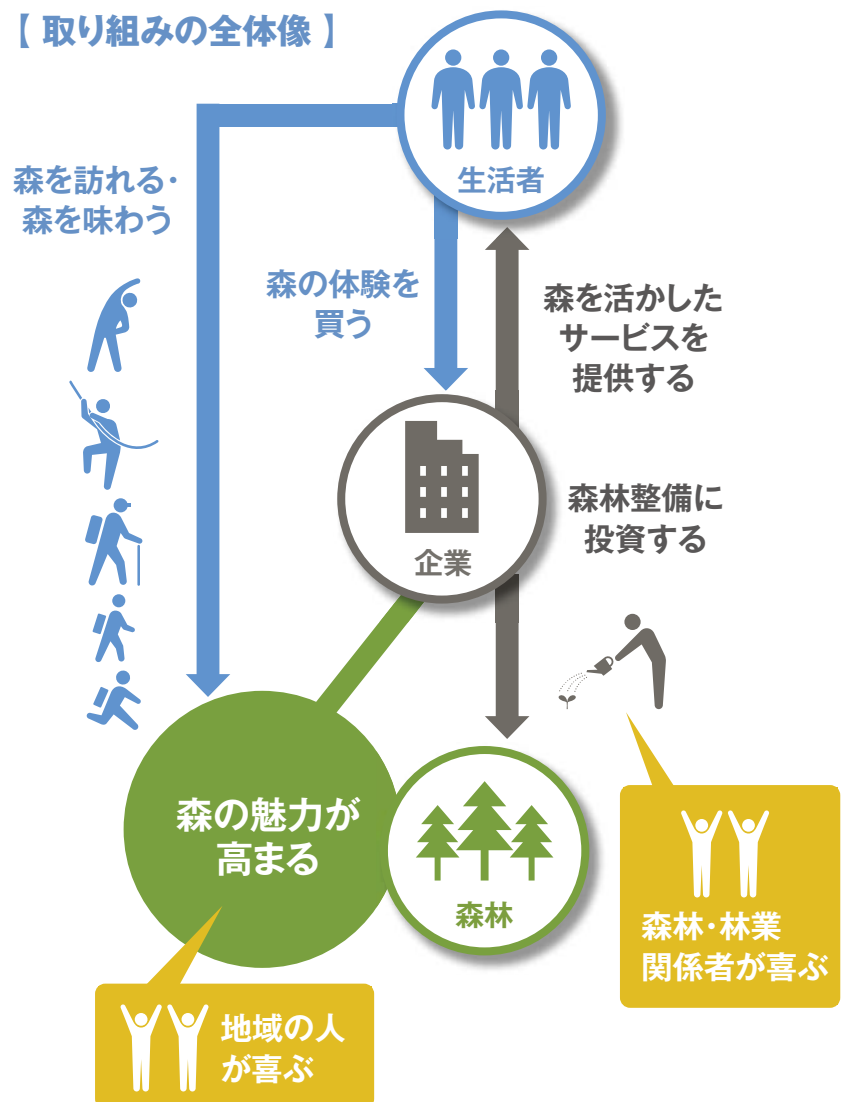 【 取り組みの全体像 】
生活者
森を訪れる・
森を味わう
森の体験を
買う
森を活かした
サービスを
提供する
企業
森林整備に
投資する
森の魅力が
高まる
森林
森林・林業
関係者が喜ぶ
地域の人
が喜ぶ